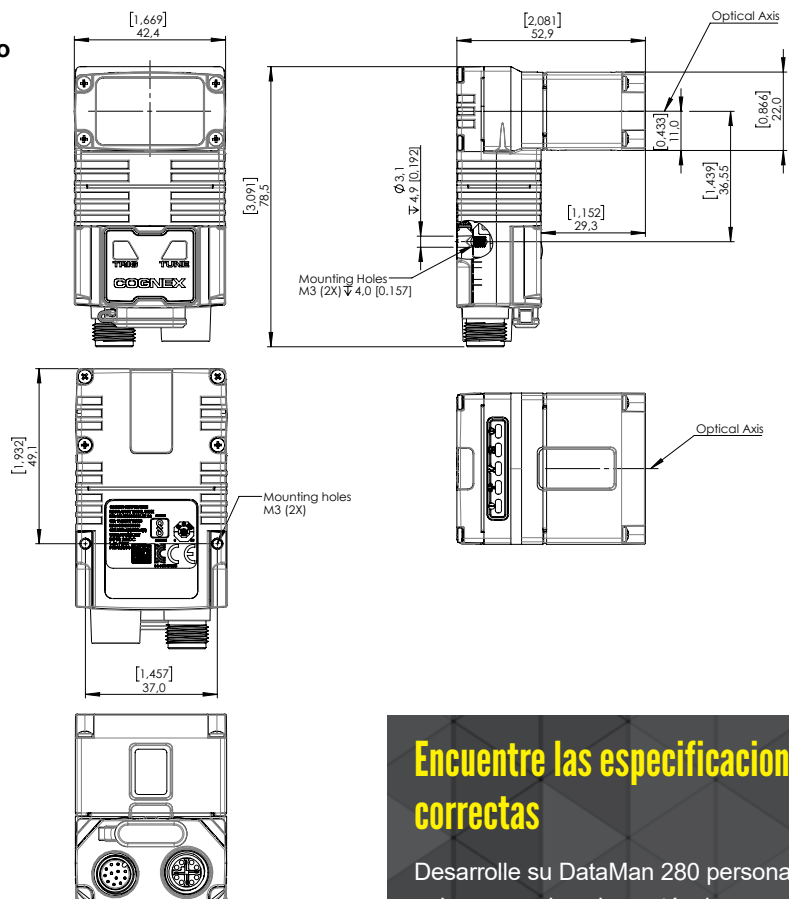 o
[1,669]
42,4
[2,081]
52,9
Optical Axis
[0,866]
22,0
[0,433]
11,0
[1,439]
36,55
[3,091]
78,5
Ø 3,1
↧ 4,9 [0,192]
[1,152]
29,3
TRIG TUNE
COGNEX
Mounting Holes
M3 (2X) ↧ 4,0 [0.157]
[1,932]
49,1
Optical Axis
Mounting holes
M3 (2X)
[1,457]
37,0
Encuentre las especificacion
correctas
Desarrolle su DataMan 280 persona